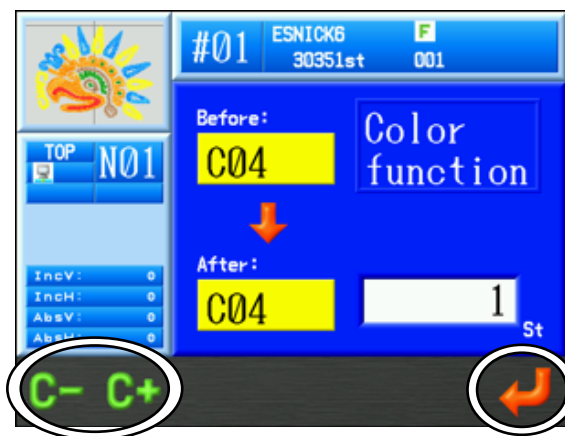 #01
ESNICK6
F
30351st
001
TOP
N01
Before:
C04
Color
function
After:
C04
1
St
IncV: 0
IncH: 0
AbsV: 0
AbsH: 0
C- C+